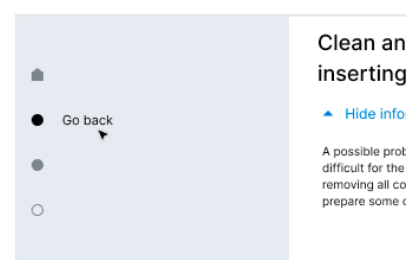 Clean an
inserting
Go back
Hide info
A possible prob
difficult for the
removing all co
prepare some